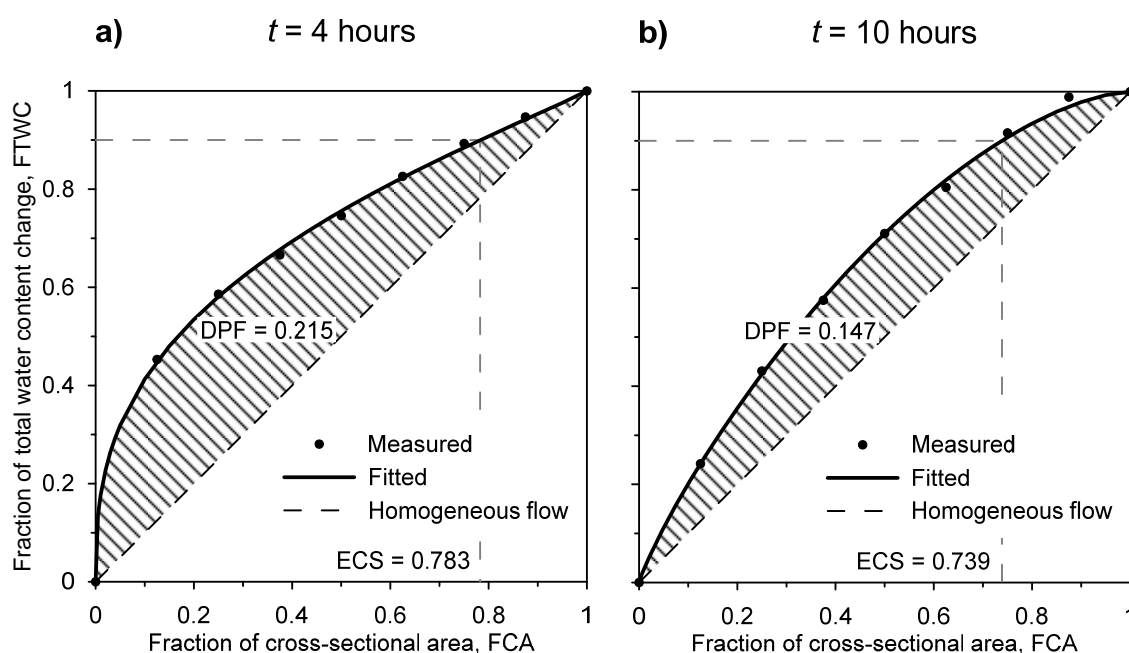 a) t = 4 hours
b) t = 10 hours
Fraction of total water content change, FTWC
1
0.8
0.6
0.4
0.2
0
DPF = 0.215
Measured
Fitted
Homogeneous flow
ECS = 0.783
0 0.2 0.4 0.6 0.8 1
Fraction of cross-sectional area, FCA
DPF = 0.147
Measured
Fitted
Homogeneous flow
ECS = 0.739
0 0.2 0.4 0.6 0.8 1
Fraction of cross-sectional area, FCA